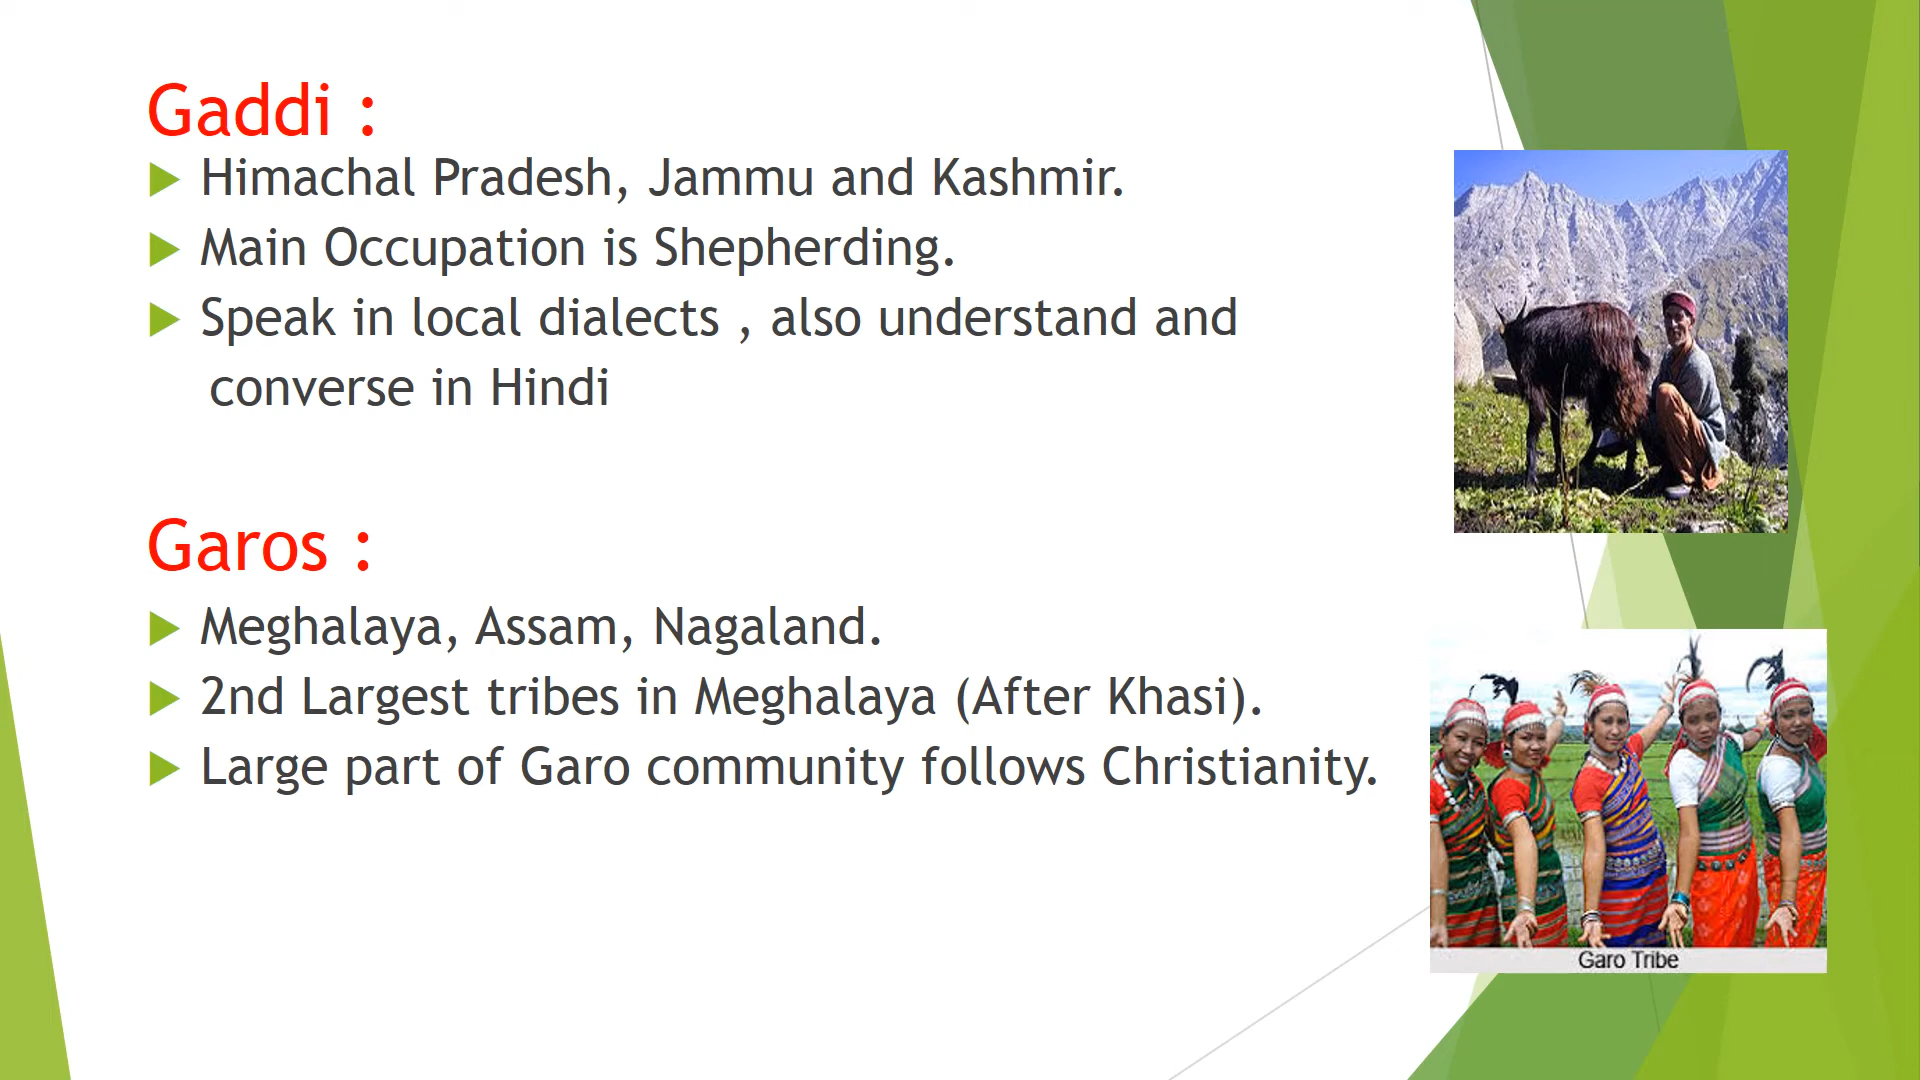 Gaddi :
Himachal Pradesh, Jammu and Kashmir.
Main Occupation is Shepherding.
Speak in local dialects , also understand and
converse in Hindi
Garos :
Meghalaya, Assam, Nagaland.
2nd Largest tribes in Meghalaya (After Khasi).
Large part of Garo community follows Christianity.
Garo Tribe